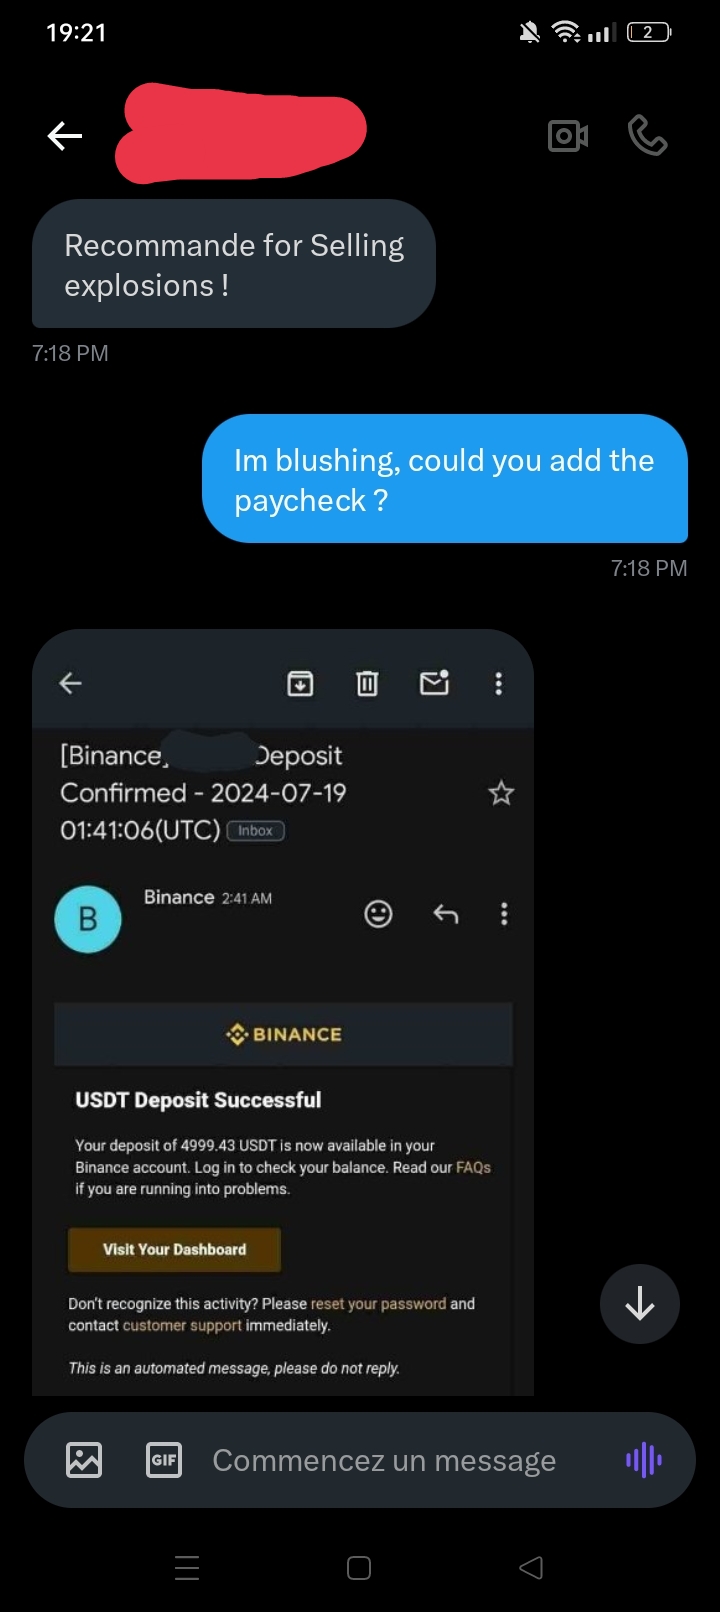 19:21
2
Recommande for Selling
explosions !
7:18 PM
Im blushing, could you add the
paycheck ?
7:18 PM
[Binance] Deposit
Confirmed - 2024-07-19
01:41:06(UTC) Inbox
B
Binance 2:41 AM
BINANCE
USDT Deposit Successful
Your deposit of 4999.43 USDT is now available in your
Binance account. Log in to check your balance. Read our FAQs
if you are running into problems.
Visit Your Dashboard
Don't recognize this activity? Please reset your password and
contact customer support immediately.
This is an automated message, please do not reply.
GIF Commencez un message